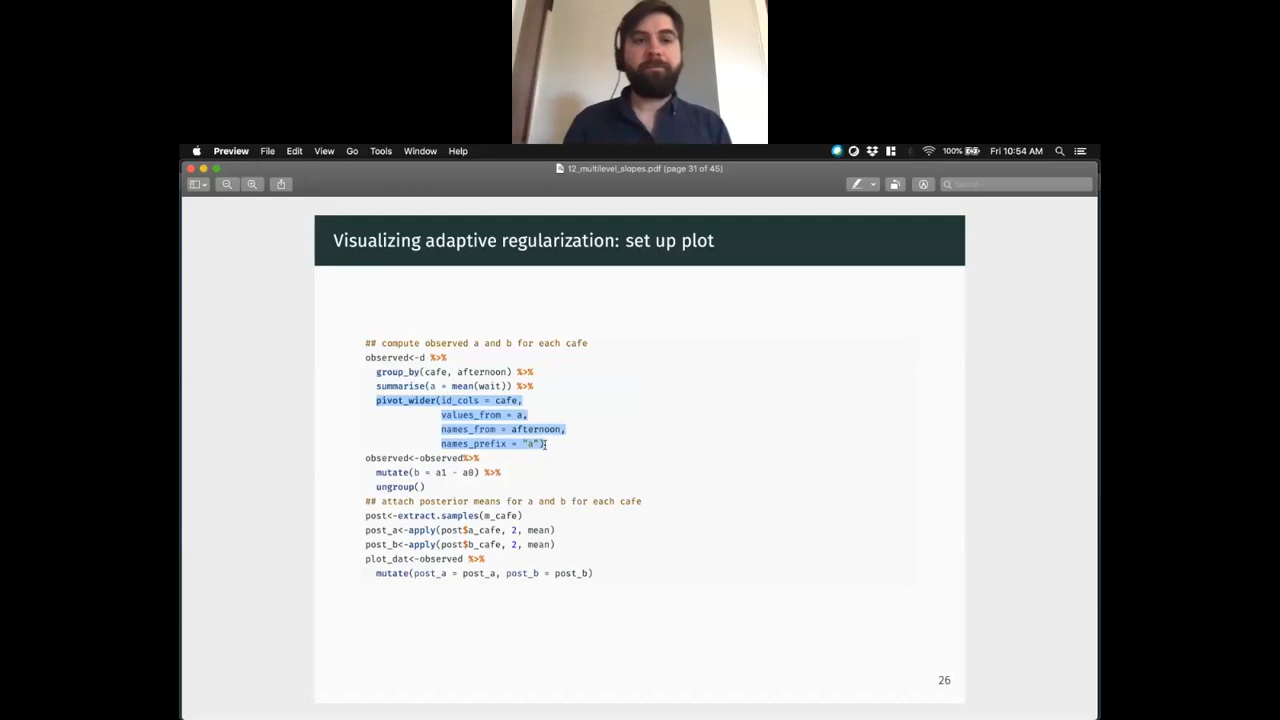 Preview File Edit View Go Tools Window Help 100% Fri 10:54 AM
12_multilevel_slopes.pdf (page 31 of 45)
Search
Visualizing adaptive regularization: set up plot
## compute observed a and b for each cafe
observed<-d %>%
group_by(cafe, afternoon) %>%
summarise(a = mean(wait)) %>%
pivot_wider(id_cols = cafe,
values_from = a,
names_from = afternoon,
names_prefix = "a")
observed<-observed%>%
mutate(b = a1 - a0) %>%
ungroup()
## attach posterior means for a and b for each cafe
post<-extract.samples(m_cafe)
post_a<-apply(post$a_cafe, 2, mean)
post_b<-apply(post$b_cafe, 2, mean)
plot_dat<-observed %>%
mutate(post_a = post_a, post_b = post_b)
26